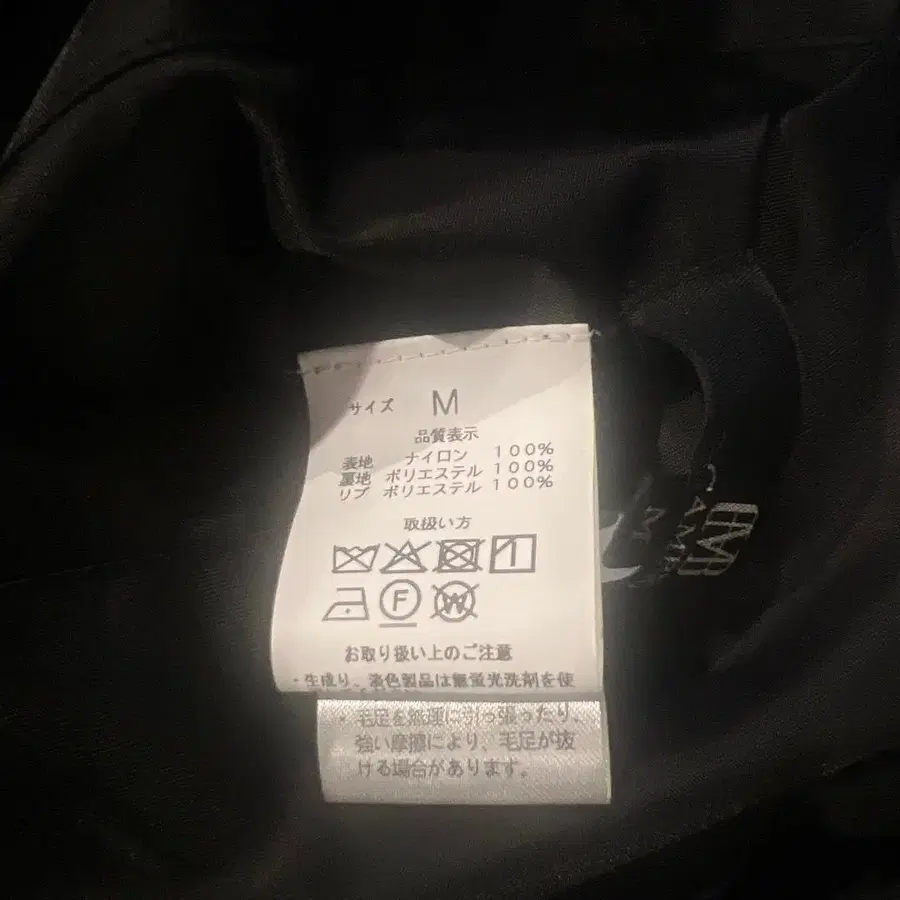 サイズ M
品質表示
表地 ナイロン 100%
裏地 ポリエステル 100%
リブ ポリエステル 100%
取扱い方
F
W
お取り扱い上のご注意
・生成り、淡色製品は無蛍光洗剤を使
・毛足を無理に引っ張ったり、
強い摩擦により、毛足が抜
ける場合があります。